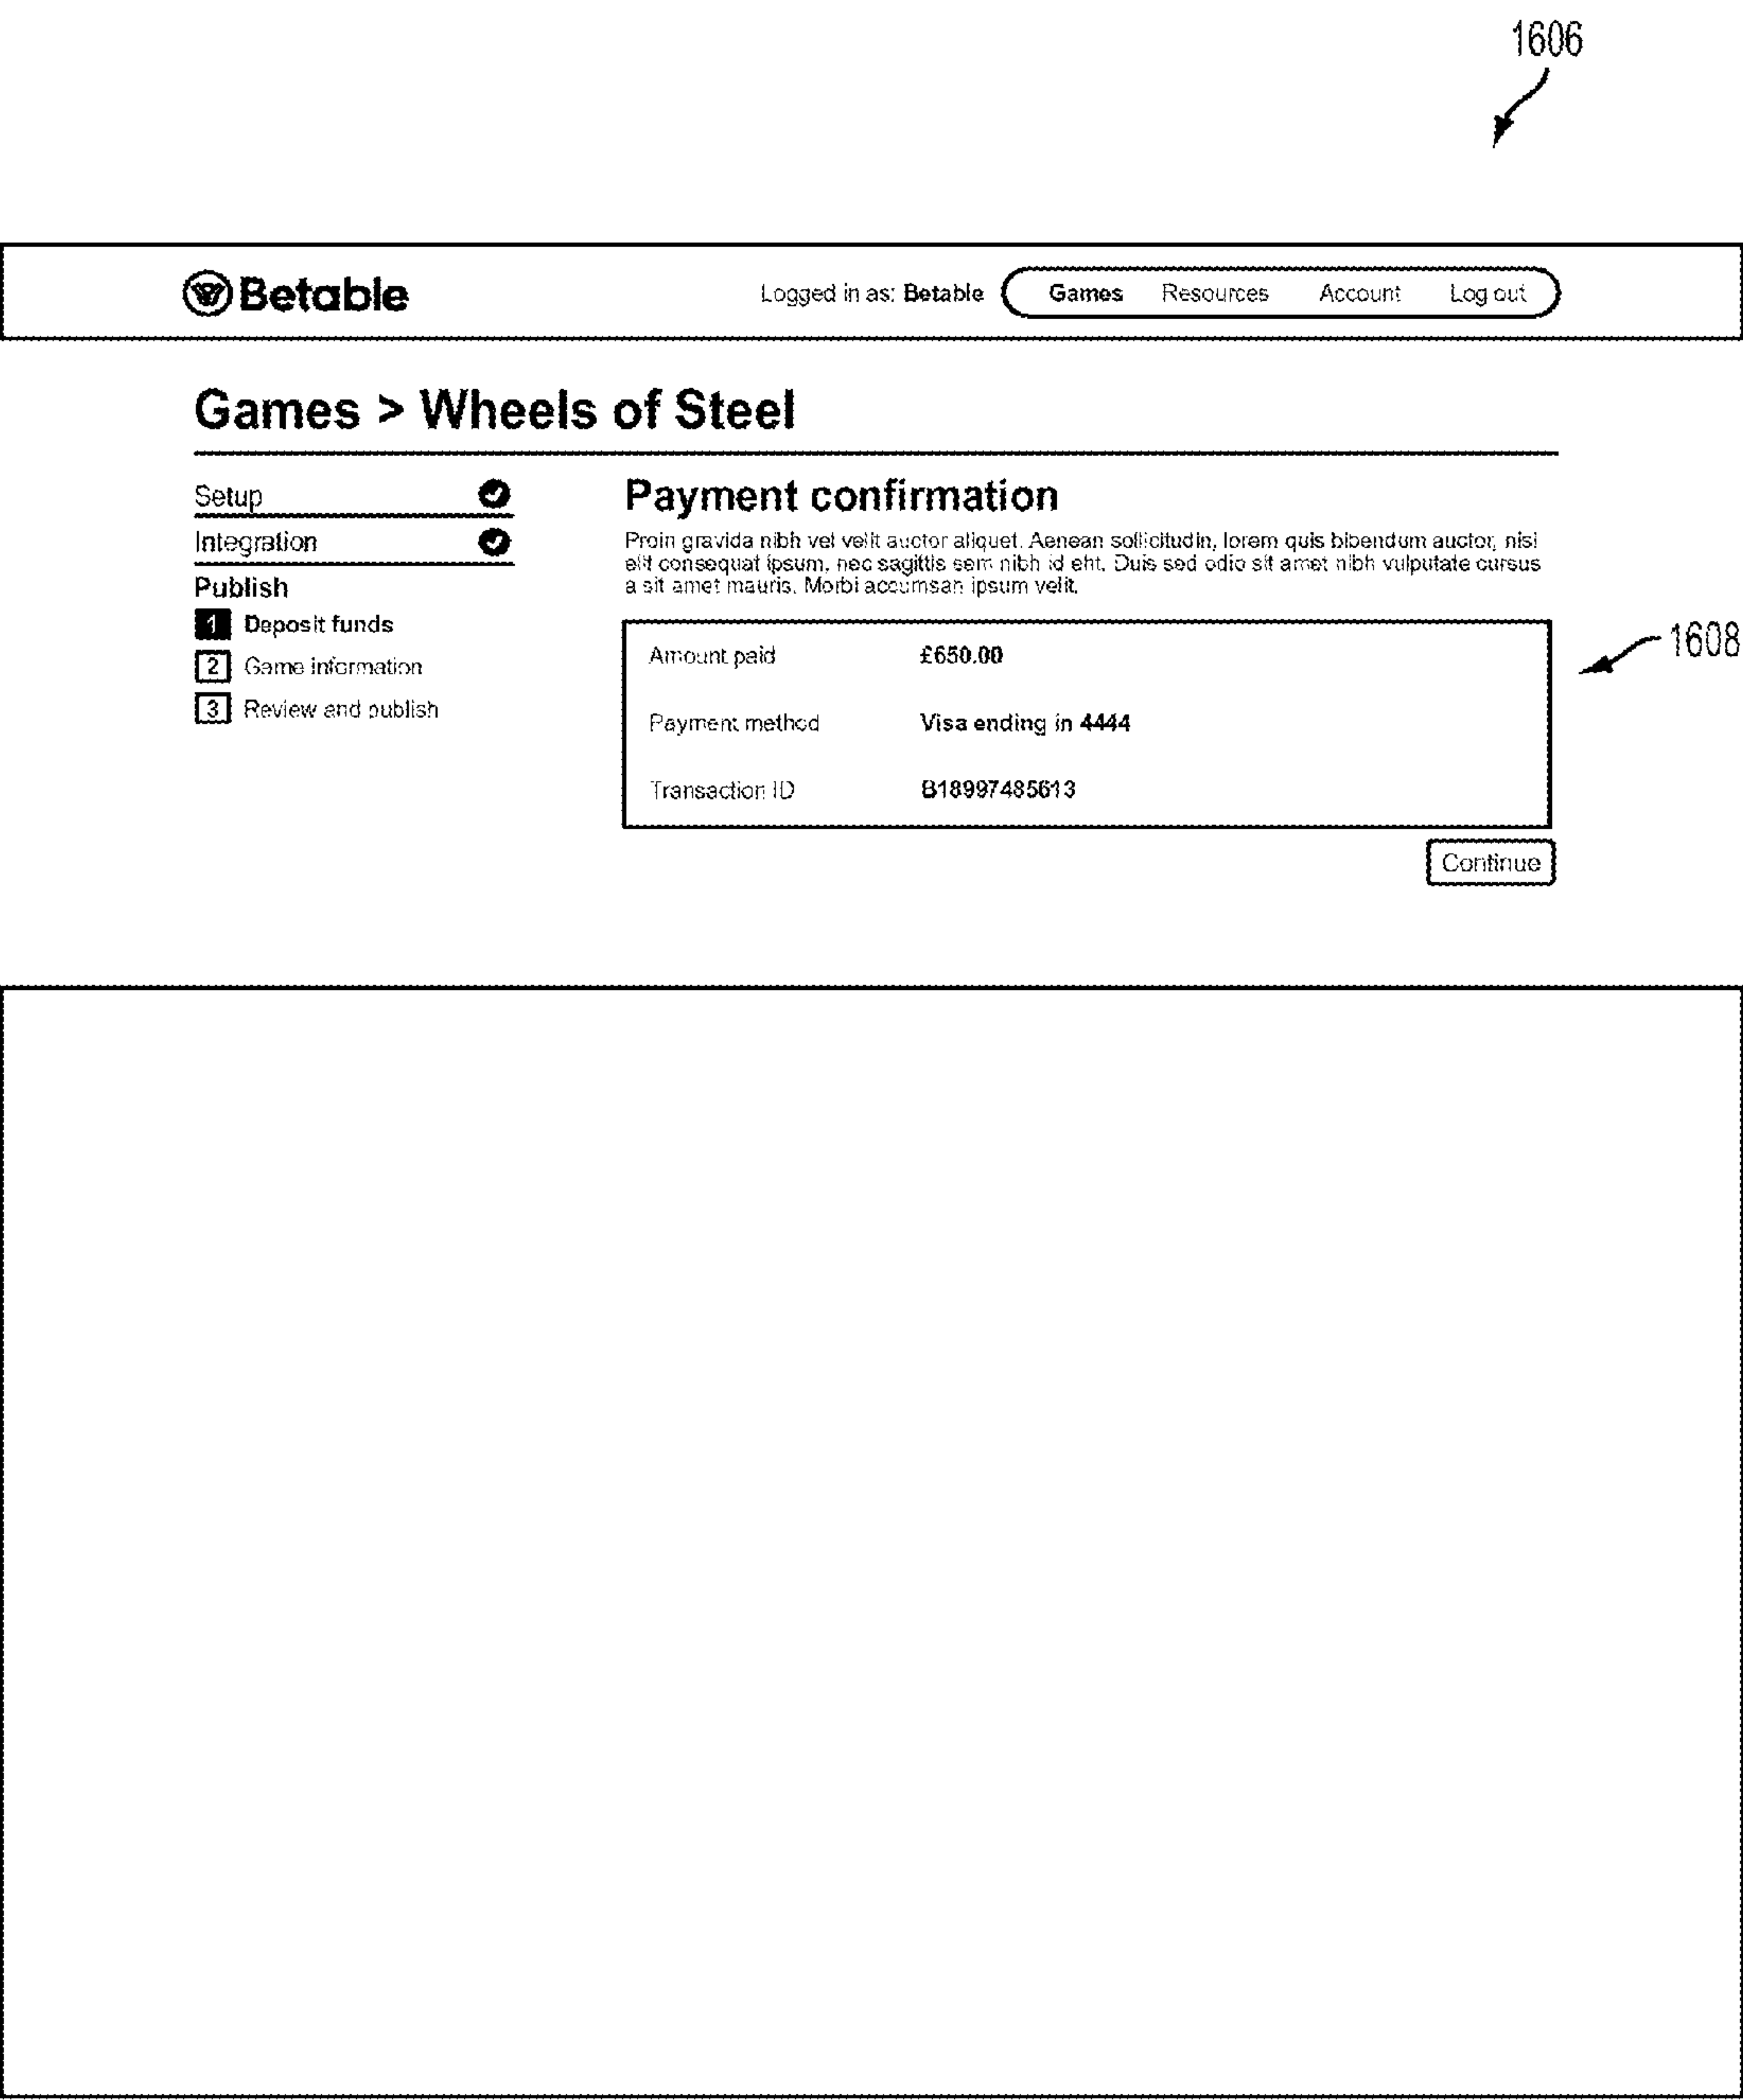 1606
Betable
Logged in as: Betable Games Resources Account Log out
Games > Wheels of Steel
Setup
Integration
Publish
1 Deposit funds
2 Game information
3 Review and publish
Payment confirmation
Proin gravida nibh vel velit auctor aliquet. Aenean sollicitudin, lorem quis bibendum auctor, nisi
elit consequat ipsum, nec sagittis sem nibh id eht. Duis sed odio sit amet nibh vulputate cursus
a sit amet mauris. Morbi accumsan ipsum velit.
Amount paid £650.00
Payment method Visa ending in 4444
Transaction ID B18997485613
1608
Continue